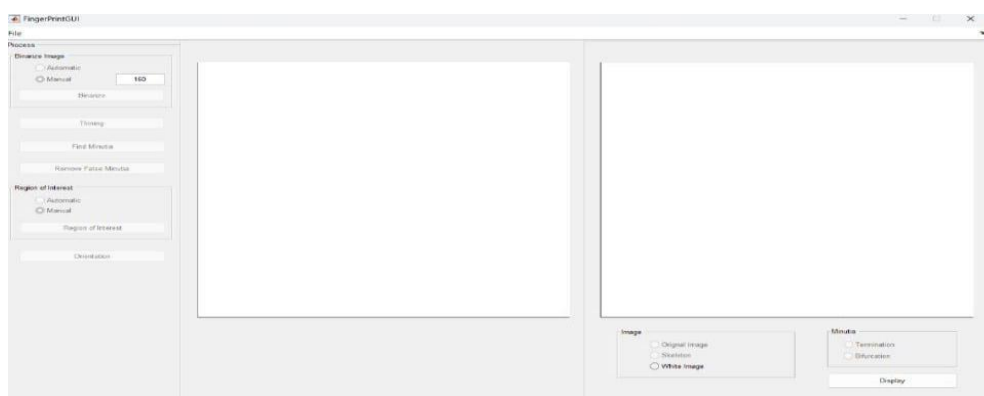 FingerPrintGUI
File
Process
Binarize Image
Automatic
Manual 160
Binarize
Thining
Find Minutia
Remove False Minutia
Region of Interest
Automatic
Manual
Region of Interest
Orientation
Image
Orignal Image
Skeleton
White Image
Minutia
Termination
Bifurcation
Display